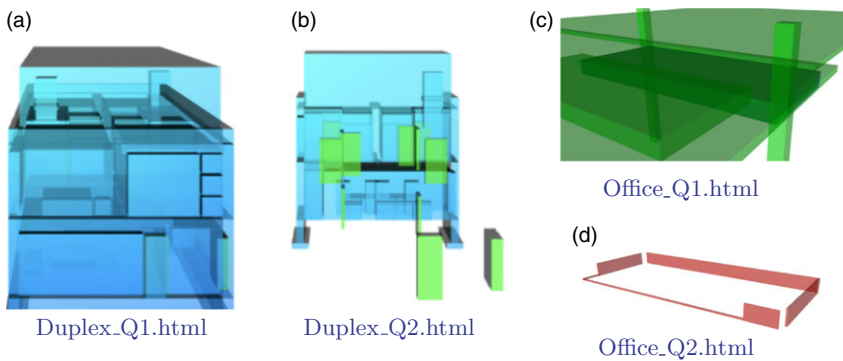 (a)
(b)
(c)
Duplex_Q1.html
Duplex_Q2.html
Office_Q1.html
(d)
Office_Q2.html